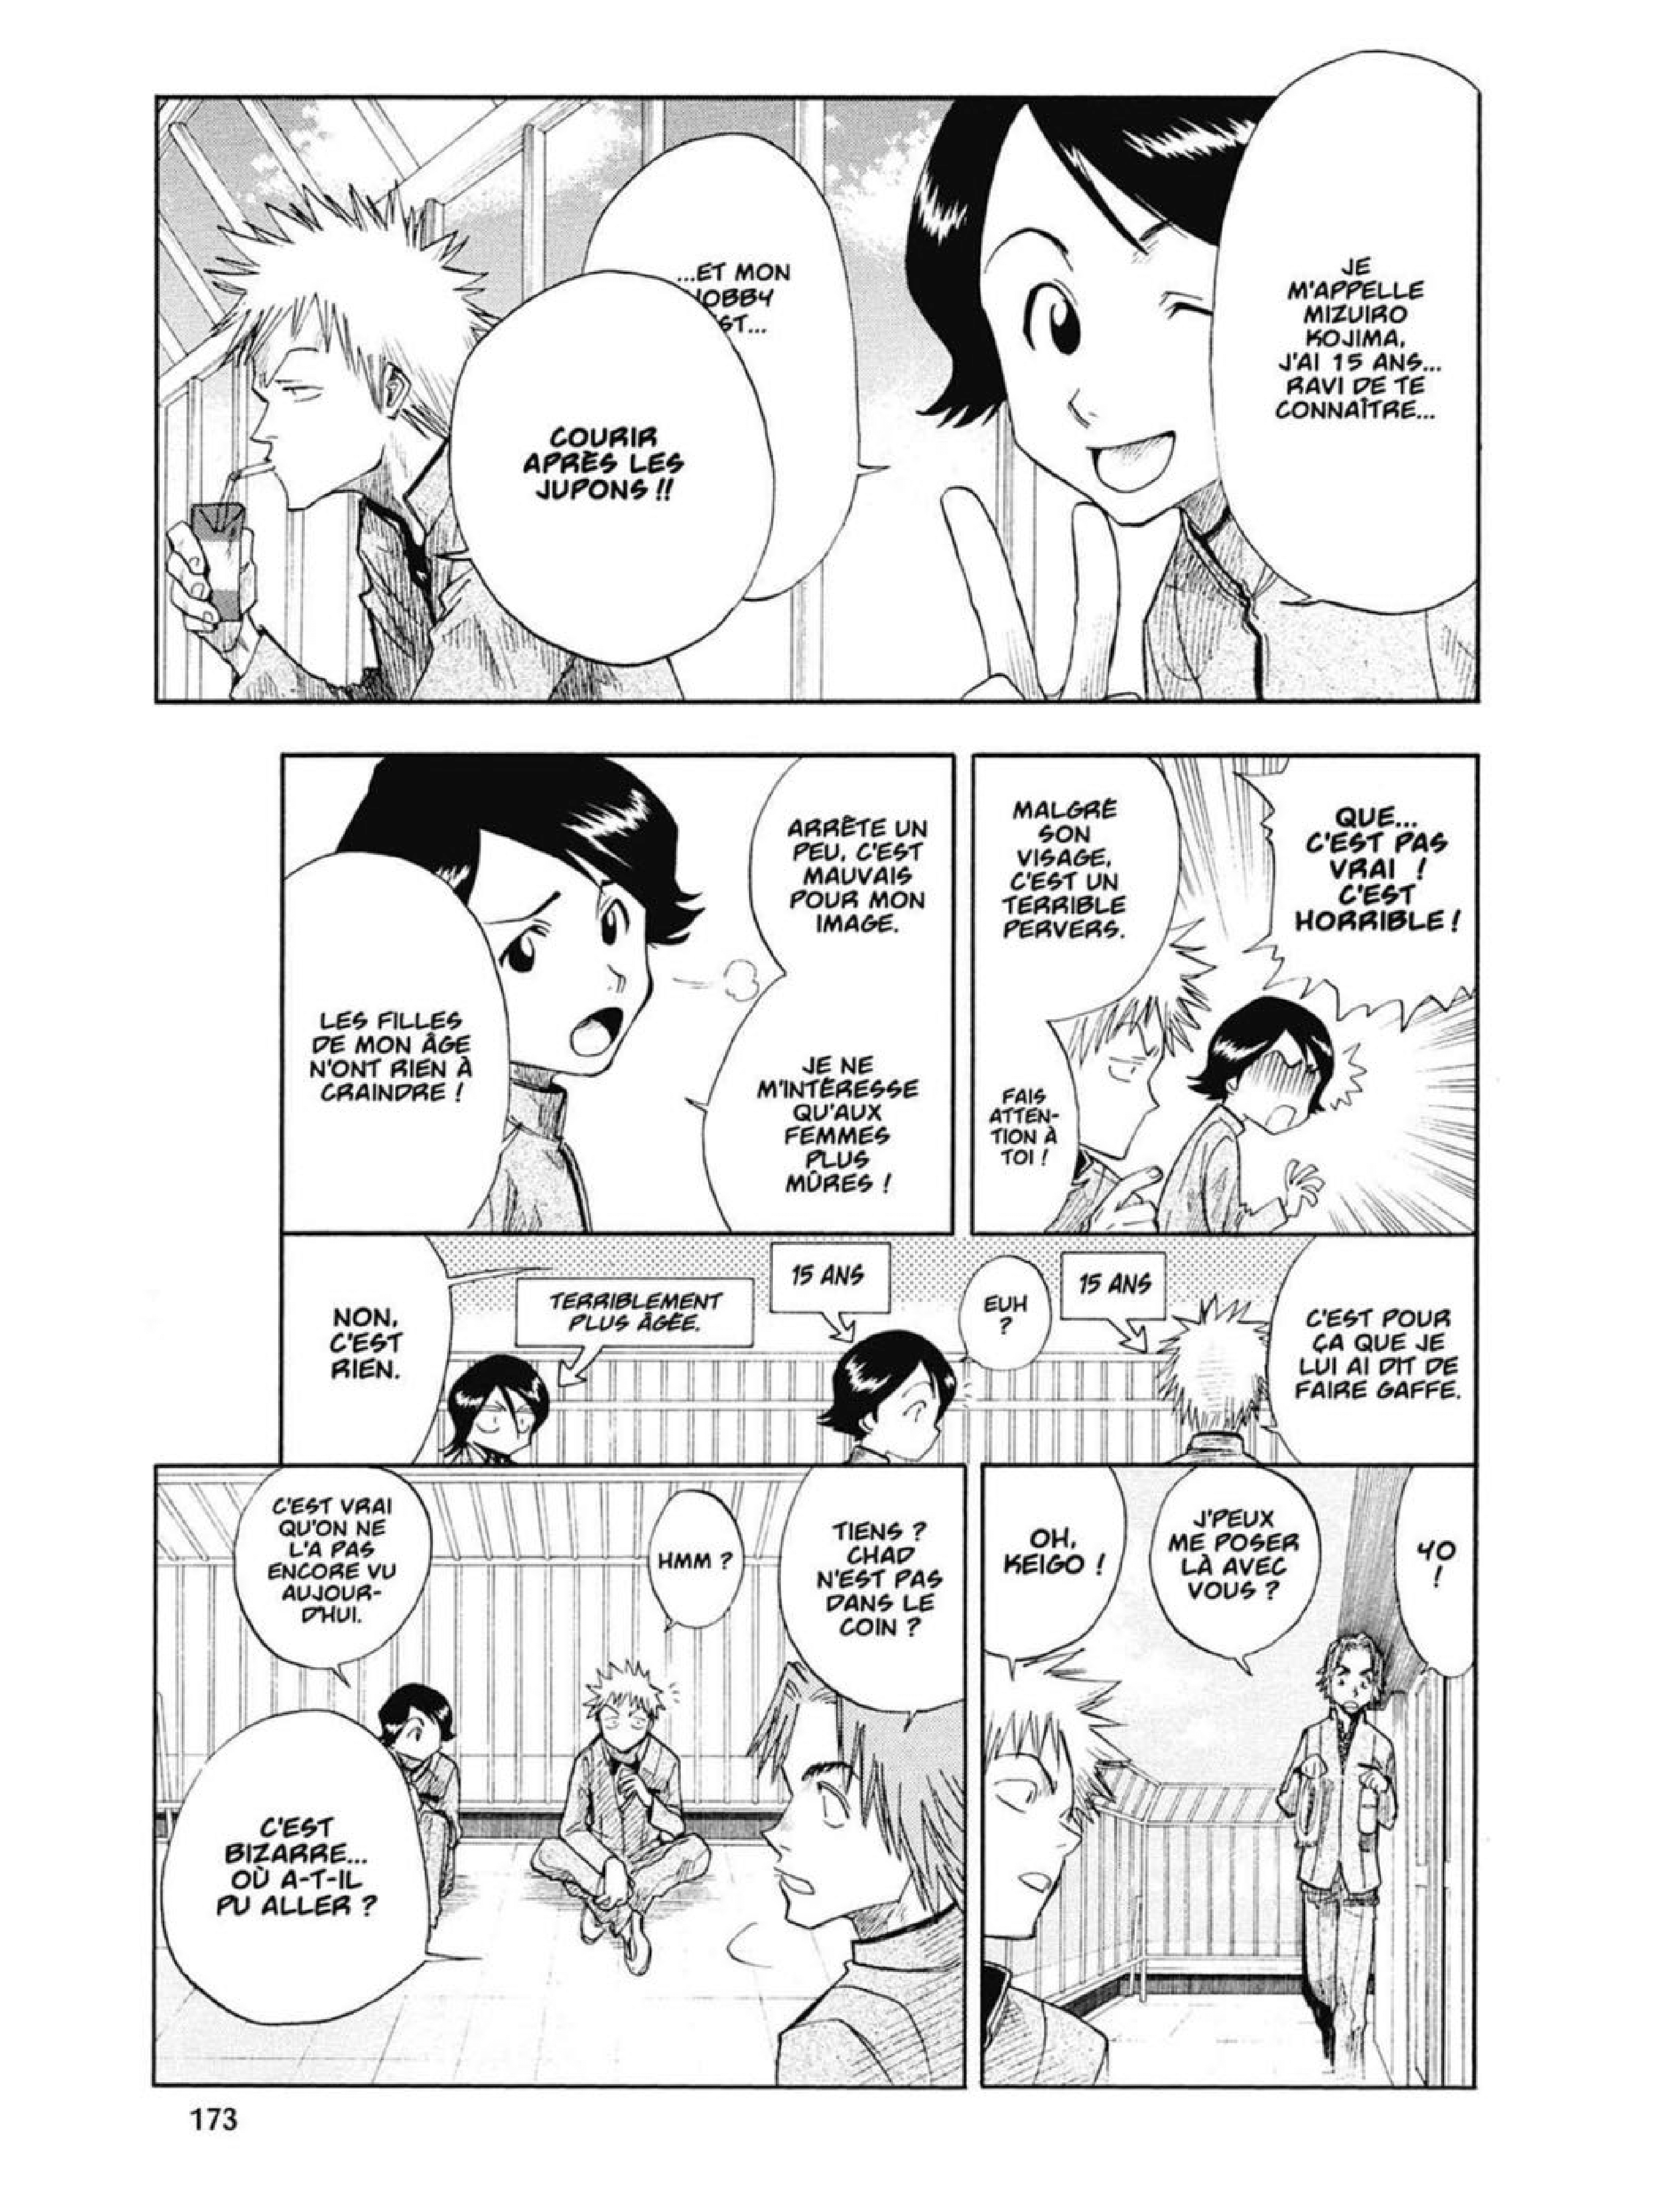 JE
M'APPELLE
MIZUIRO
KOJIMA,
J'AI 15 ANS...
RAVI DE TE
CONNAÎTRE...
...ET MON
COURIR
APRÈS LES
JUPONS !!
QUE...
C'EST PAS
VRAI !
C'EST
HORRIBLE !
MALGRÉ
SON
VISAGE,
C'EST UN
TERRIBLE
PERVERS.
FAIS
ATTEN-
TION À
TOI !
ARRÊTE UN
PEU, C'EST
MAUVAIS
POUR MON
IMAGE.
JE NE
M'INTÉRESSE
QU'AUX
FEMMES
PLUS
MÛRES !
LES FILLES
DE MON ÂGE
N'ONT RIEN À
CRAINDRE !
C'EST POUR
ÇA QUE JE
LUI AI DIT DE
FAIRE GAFFE.
15 ANS
EUH
?
15 ANS
TERRIBLEMENT
PLUS ÂGÉE.
NON,
C'EST
RIEN.
YO
!
J'PEUX
ME POSER
LÀ AVEC
VOUS ?
OH,
KEIGO !
TIENS ?
CHAD
N'EST PAS
DANS LE
COIN ?
HMM ?
C'EST VRAI
QU'ON NE
L'A PAS
ENCORE VU
AUJOUR-
D'HUI.
C'EST
BIZARRE...
OÙ A-T-IL
PU ALLER ?
173